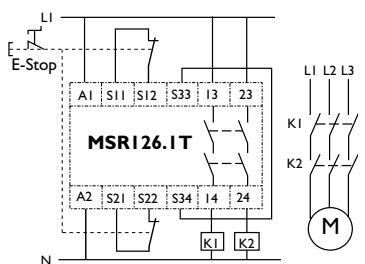 L1
E-Stop
A1 S11 S12 S33 13 23
MSR126.1T
A2 S21 S22 S34 14 24
K1 K2
N
L1 L2 L3
K1
K2
M